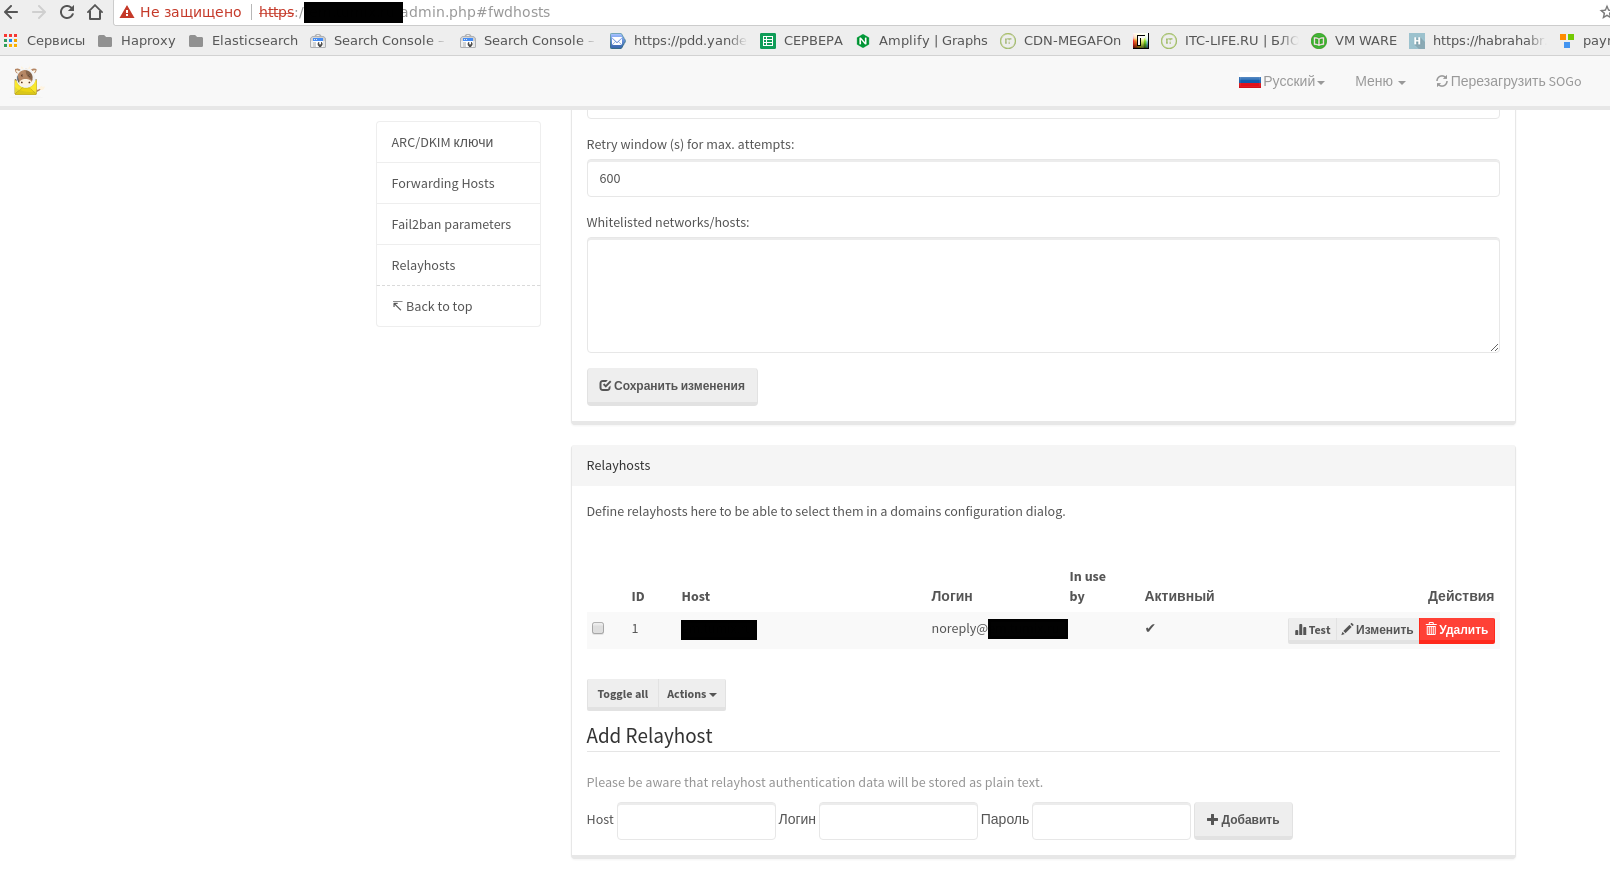 Не защищено https:/ admin.php#fwdhosts
Сервисы Haproxy Elasticsearch Search Console – Search Console – https://pdd.yande СЕРВЕРА Amplify | Graphs CDN-MEGAFOn ITC-LIFE.RU | БЛС VM WARE https://habrahabr payr
Русский Меню Перезагрузить SOGo
ARC/DKIM ключи
Forwarding Hosts
Fail2ban parameters
Relayhosts
Back to top
Retry window (s) for max. attempts:
600
Whitelisted networks/hosts:
Сохранить изменения
Relayhosts
Define relayhosts here to be able to select them in a domains configuration dialog.
ID Host Логин In use by Активный Действия
1 noreply@ ✔ Test Изменить Удалить
Toggle all Actions
Add Relayhost
Please be aware that relayhost authentication data will be stored as plain text.
Host Логин Пароль Добавить